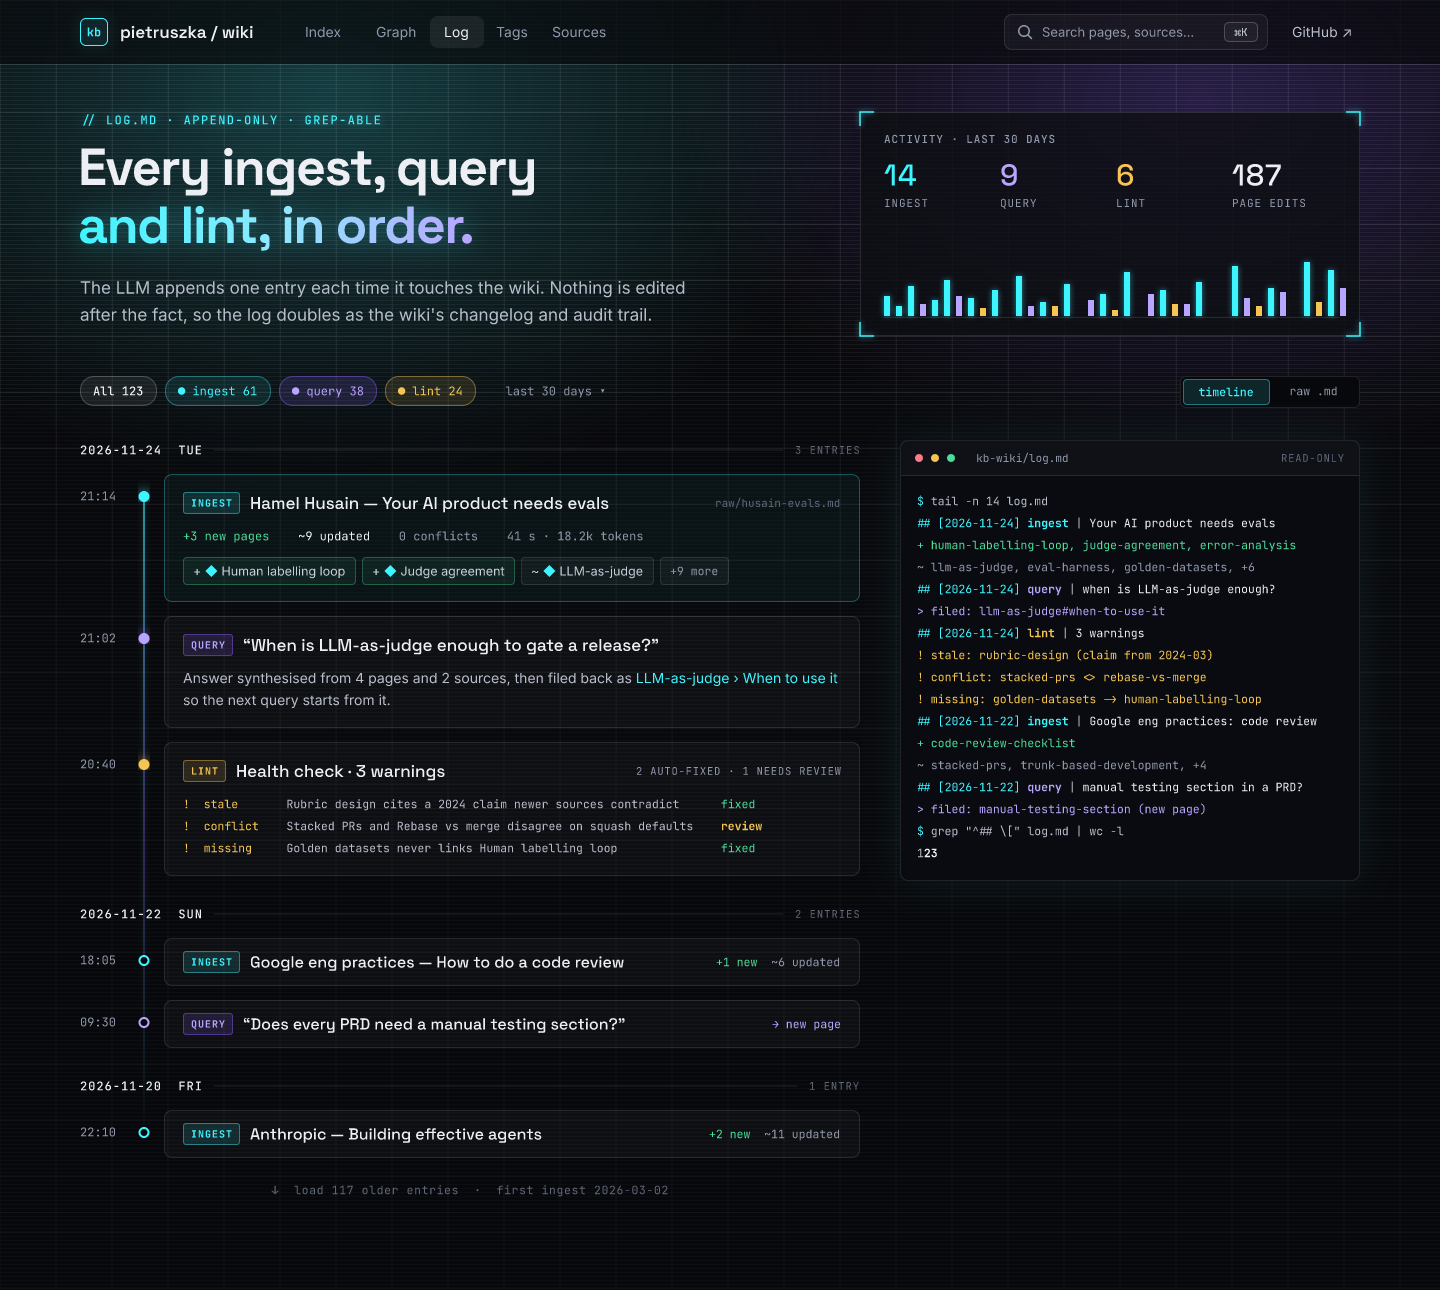 kb pietruszka / wiki Index Graph Log Tags Sources Search pages, sources... ⌘K GitHub ↗
// LOG.MD · APPEND-ONLY · GREP-ABLE
Every ingest, query
and lint, in order.
The LLM appends one entry each time it touches the wiki. Nothing is edited
after the fact, so the log doubles as the wiki's changelog and audit trail.
ACTIVITY · LAST 30 DAYS
14 9 6 187
INGEST QUERY LINT PAGE EDITS
All 123 ingest 61 query 38 lint 24 last 30 days ▾
timeline raw .md
2026-11-24 TUE 3 ENTRIES
21:14
INGEST Hamel Husain — Your AI product needs evals raw/husain-evals.md
+3 new pages ~9 updated 0 conflicts 41 s · 18.2k tokens
+ ◆ Human labelling loop + ◆ Judge agreement ~ ◆ LLM-as-judge +9 more
21:02
QUERY “When is LLM-as-judge enough to gate a release?”
Answer synthesised from 4 pages and 2 sources, then filed back as LLM-as-judge › When to use it
so the next query starts from it.
20:40
LINT Health check · 3 warnings 2 AUTO-FIXED · 1 NEEDS REVIEW
! stale Rubric design cites a 2024 claim newer sources contradict fixed
! conflict Stacked PRs and Rebase vs merge disagree on squash defaults review
! missing Golden datasets never links Human labelling loop fixed
2026-11-22 SUN 2 ENTRIES
18:05
INGEST Google eng practices — How to do a code review +1 new ~6 updated
09:30
QUERY “Does every PRD need a manual testing section?” → new page
2026-11-20 FRI 1 ENTRY
22:10
INGEST Anthropic — Building effective agents +2 new ~11 updated
↓ load 117 older entries · first ingest 2026-03-02
kb-wiki/log.md READ-ONLY
$ tail -n 14 log.md
## [2026-11-24] ingest | Your AI product needs evals
+ human-labelling-loop, judge-agreement, error-analysis
~ llm-as-judge, eval-harness, golden-datasets, +6
## [2026-11-24] query | when is LLM-as-judge enough?
> filed: llm-as-judge#when-to-use-it
## [2026-11-24] lint | 3 warnings
! stale: rubric-design (claim from 2024-03)
! conflict: stacked-prs <> rebase-vs-merge
! missing: golden-datasets —> human-labelling-loop
## [2026-11-22] ingest | Google eng practices: code review
+ code-review-checklist
~ stacked-prs, trunk-based-development, +4
## [2026-11-22] query | manual testing section in a PRD?
> filed: manual-testing-section (new page)
$ grep "^## \[" log.md | wc -l
123